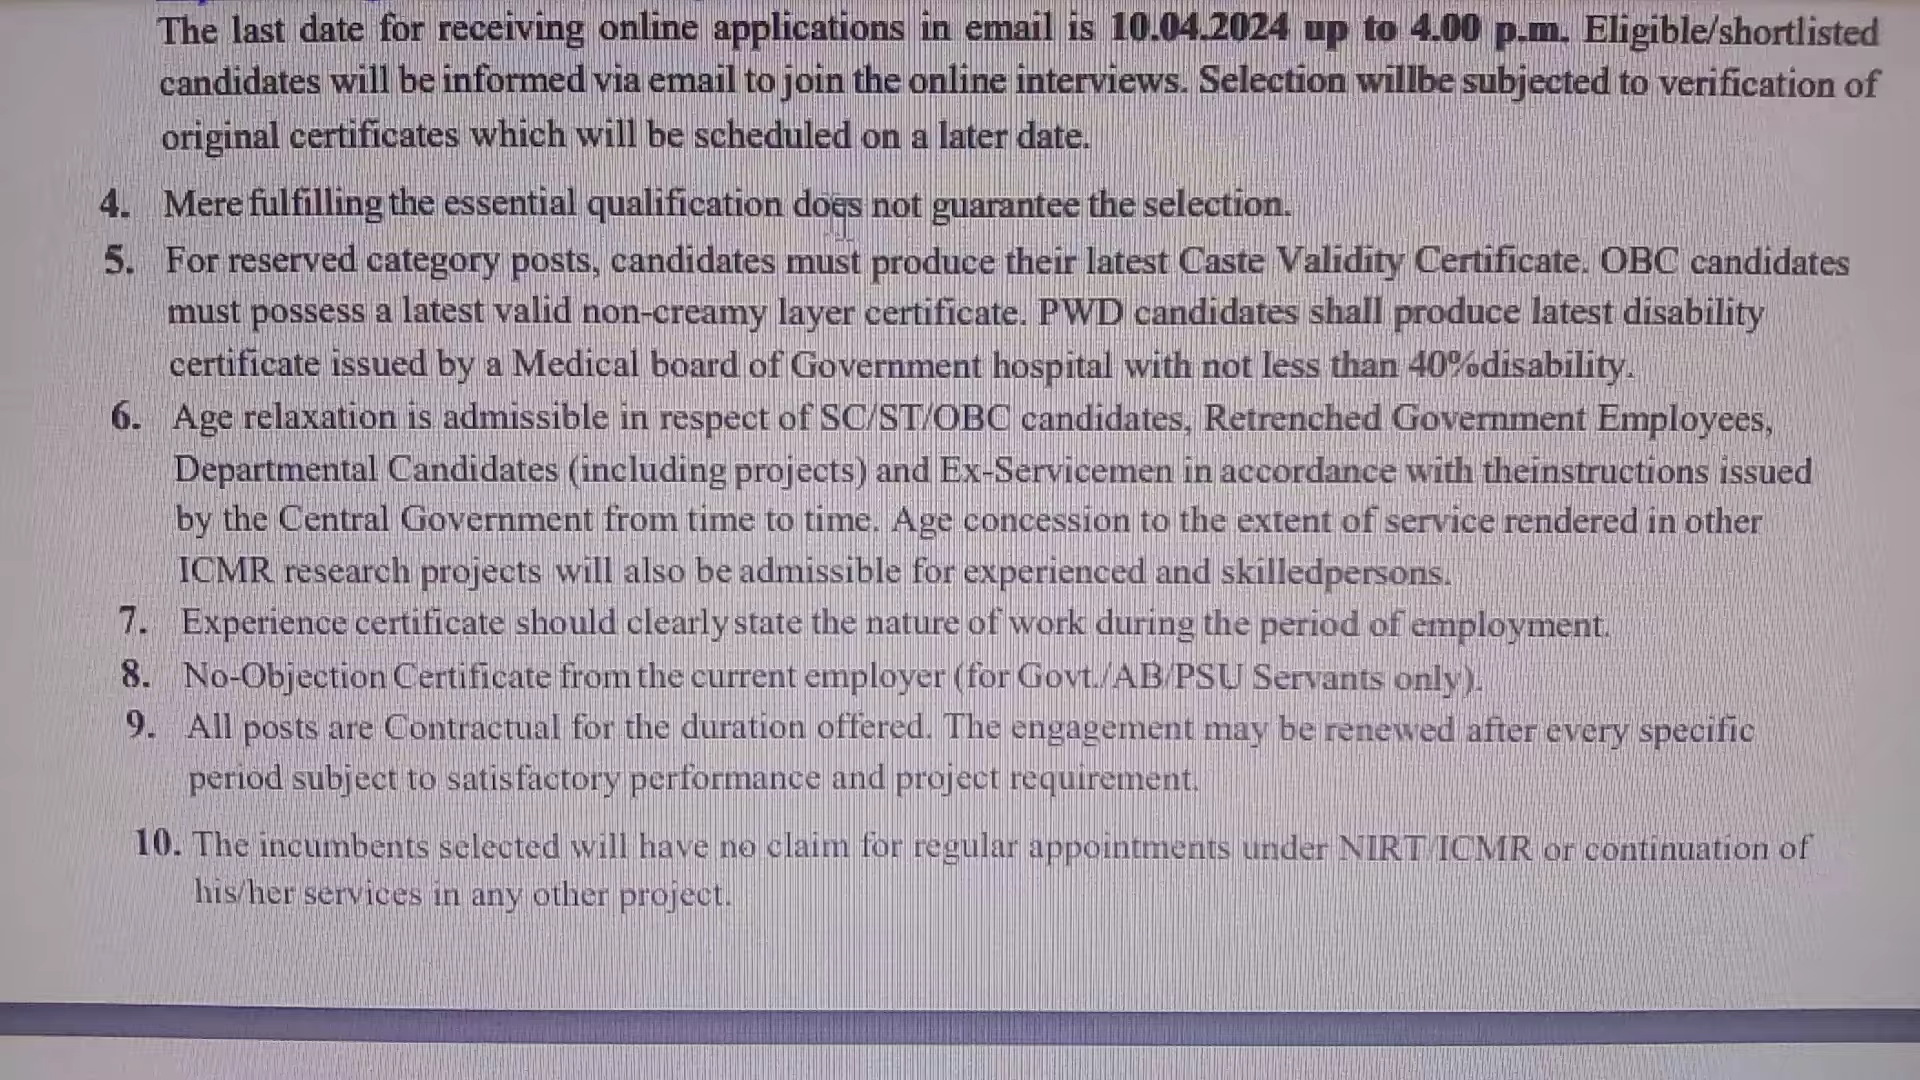 The last date for receiving online applications in email is 10.04.2024 up to 4.00 p.m. Eligible/shortlisted
candidates will be informed via email to join the online interviews. Selection willbe subjected to verification of
original certificates which will be scheduled on a later date.
4. Mere fulfilling the essential qualification does not guarantee the selection.
5. For reserved category posts, candidates must produce their latest Caste Validity Certificate. OBC candidates
must possess a latest valid non-creamy layer certificate. PWD candidates shall produce latest disability
certificate issued by a Medical board of Government hospital with not less than 40%disability.
6. Age relaxation is admissible in respect of SC/ST/OBC candidates, Retrenched Government Employees,
Departmental Candidates (including projects) and Ex-Servicemen in accordance with theinstructions issued
by the Central Government from time to time. Age concession to the extent of service rendered in other
ICMR research projects will also be admissible for experienced and skilledpersons.
7. Experience certificate should clearly state the nature of work during the period of employment.
8. No-Objection Certificate from the current employer (for Govt./AB/PSU Servants only).
9. All posts are Contractual for the duration offered. The engagement may be renewed after every specific
period subject to satisfactory performance and project requirement.
10. The incumbents selected will have no claim for regular appointments under NIRT/ICMR or continuation of
his/her services in any other project.